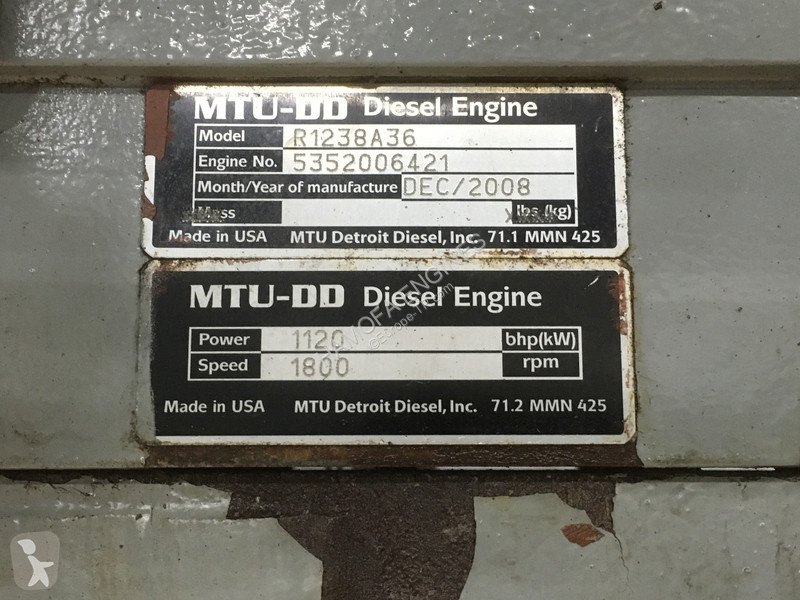 MTU-DD Diesel Engine
Model R1238A36
Engine No. 5352006421
Month/Year of manufacture DEC/2008
Mass lbs (kg)
Made in USA MTU Detroit Diesel, Inc. 71.1 MMN 425
MTU-DD Diesel Engine
Power 1120 bhp(kW)
Speed 1800 rpm
Made in USA MTU Detroit Diesel, Inc. 71.2 MMN 425